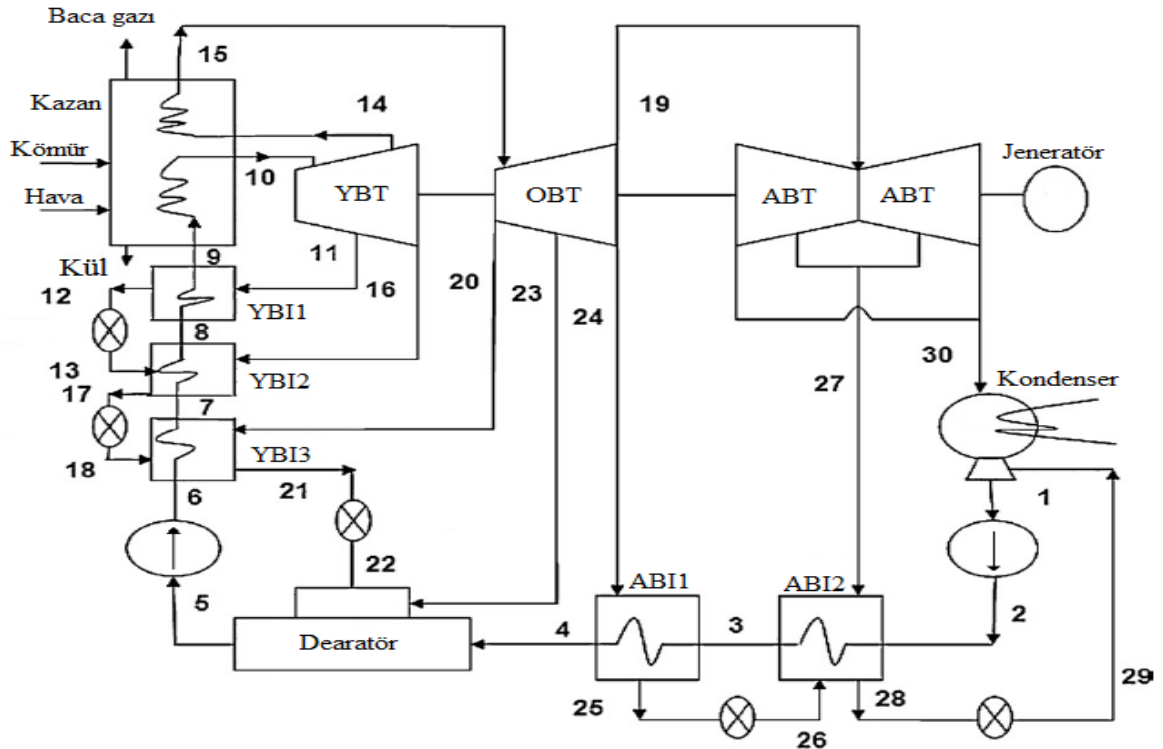 Baca gazı
15
Kazan
14
19
Kömür
10
Jeneratör
Hava
YBT
OBT
ABT
ABT
9
11
Kül
16
20
23
12
YBI1
24
8
13
YBI2
27
30
17
Kondenser
7
18
YBI3
6
21
1
22
ABI1
ABI2
5
2
Dearatör
4
3
25
28
29
26